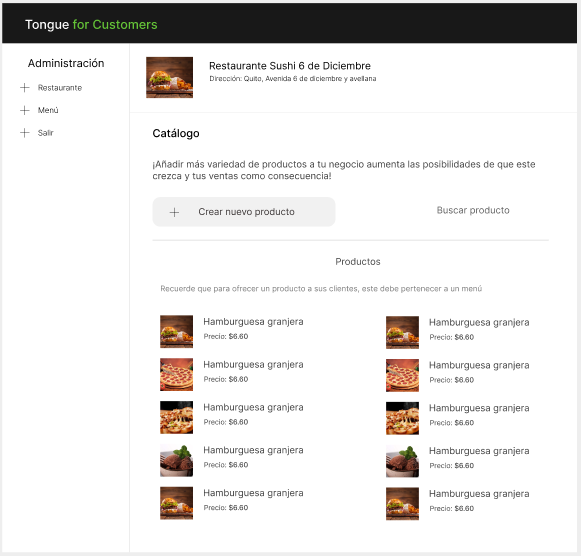 Tongue for Customers
Administración
Restaurante
Menú
Salir
Restaurante Sushi 6 de Diciembre
Dirección: Quito, Avenida 6 de diciembre y avellana
Catálogo
¡Añadir más variedad de productos a tu negocio aumenta las posibilidades de que este
crezca y tus ventas como consecuencia!
Crear nuevo producto
Buscar producto
Productos
Recuerde que para ofrecer un producto a sus clientes, este debe pertenecer a un menú
Hamburguesa granjera
Precio: $6.60
Hamburguesa granjera
Precio: $6.60
Hamburguesa granjera
Precio: $6.60
Hamburguesa granjera
Precio: $6.60
Hamburguesa granjera
Precio: $6.60
Hamburguesa granjera
Precio: $6.60
Hamburguesa granjera
Precio: $6.60
Hamburguesa granjera
Precio: $6.60
Hamburguesa granjera
Precio: $6.60
Hamburguesa granjera
Precio: $6.60